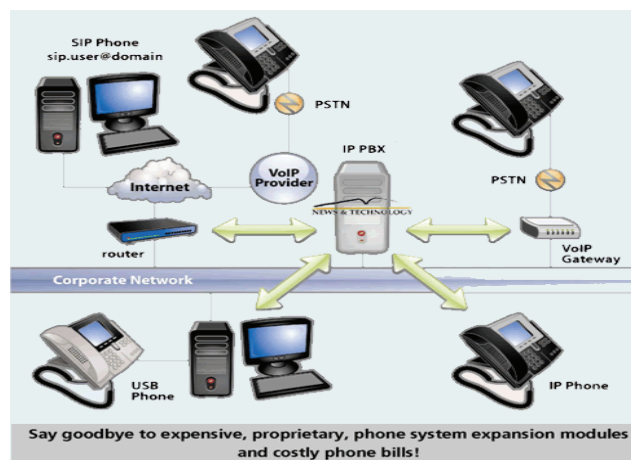 SIP Phone
sip.user@domain
PSTN
IP PBX
VoIP
Provider
Internet
PSTN
NEWS & TECHNOLOGY
router
VoIP
Gateway
Corporate Network
USB
Phone
IP Phone
Say goodbye to expensive, proprietary, phone system expansion modules
and costly phone bills!